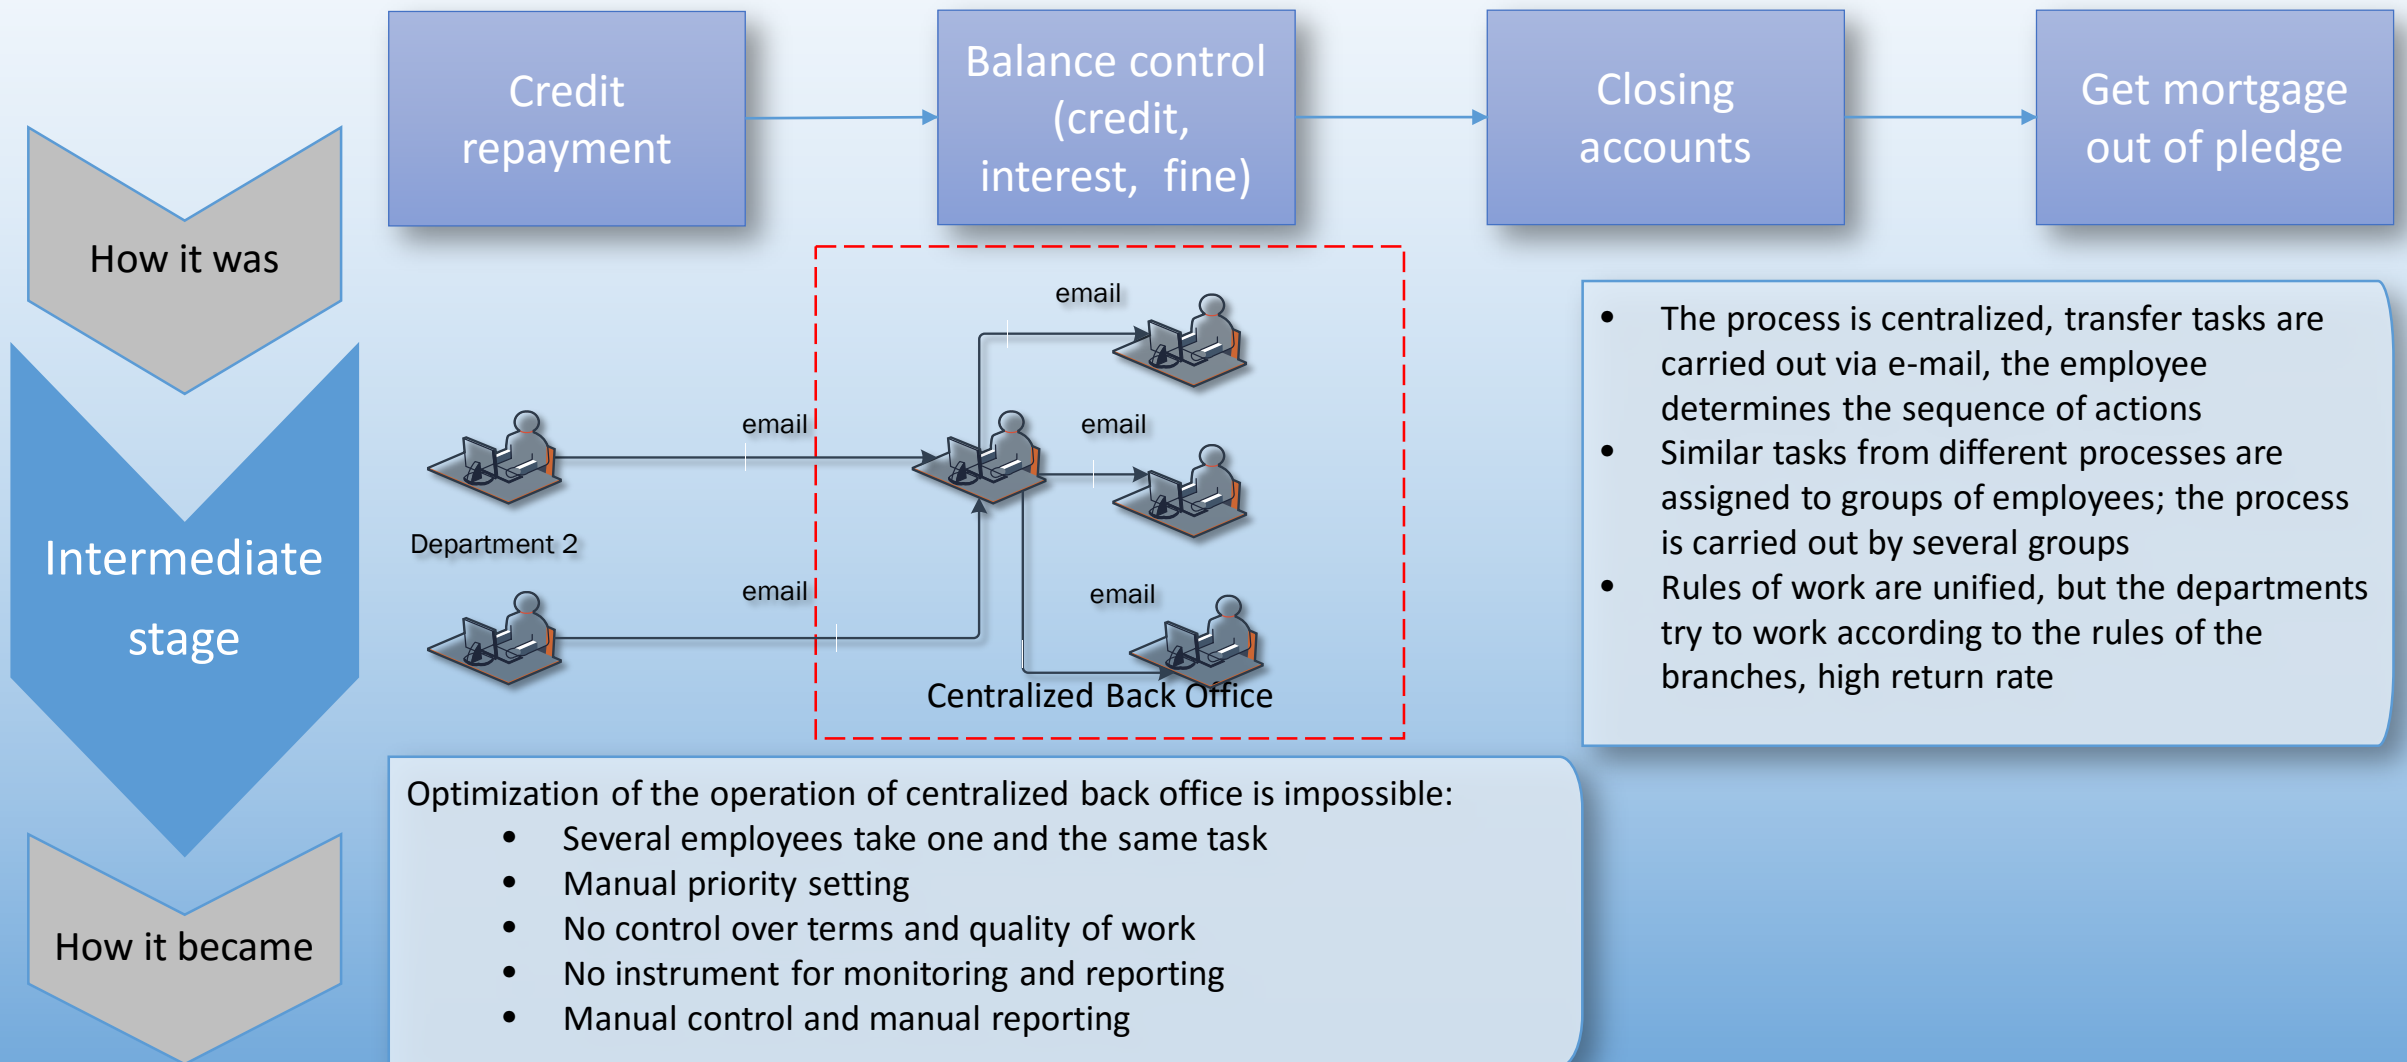 Credit
repayment
Balance control
(credit,
interest, fine)
Closing
accounts
Get mortgage
out of pledge
How it was
Intermediate
stage
How it became
email
email
email
Department 2
email
email
Centralized Back Office
• The process is centralized, transfer tasks are
carried out via e-mail, the employee
determines the sequence of actions
• Similar tasks from different processes are
assigned to groups of employees; the process
is carried out by several groups
• Rules of work are unified, but the departments
try to work according to the rules of the
branches, high return rate
Optimization of the operation of centralized back office is impossible:
• Several employees take one and the same task
• Manual priority setting
• No control over terms and quality of work
• No instrument for monitoring and reporting
• Manual control and manual reporting